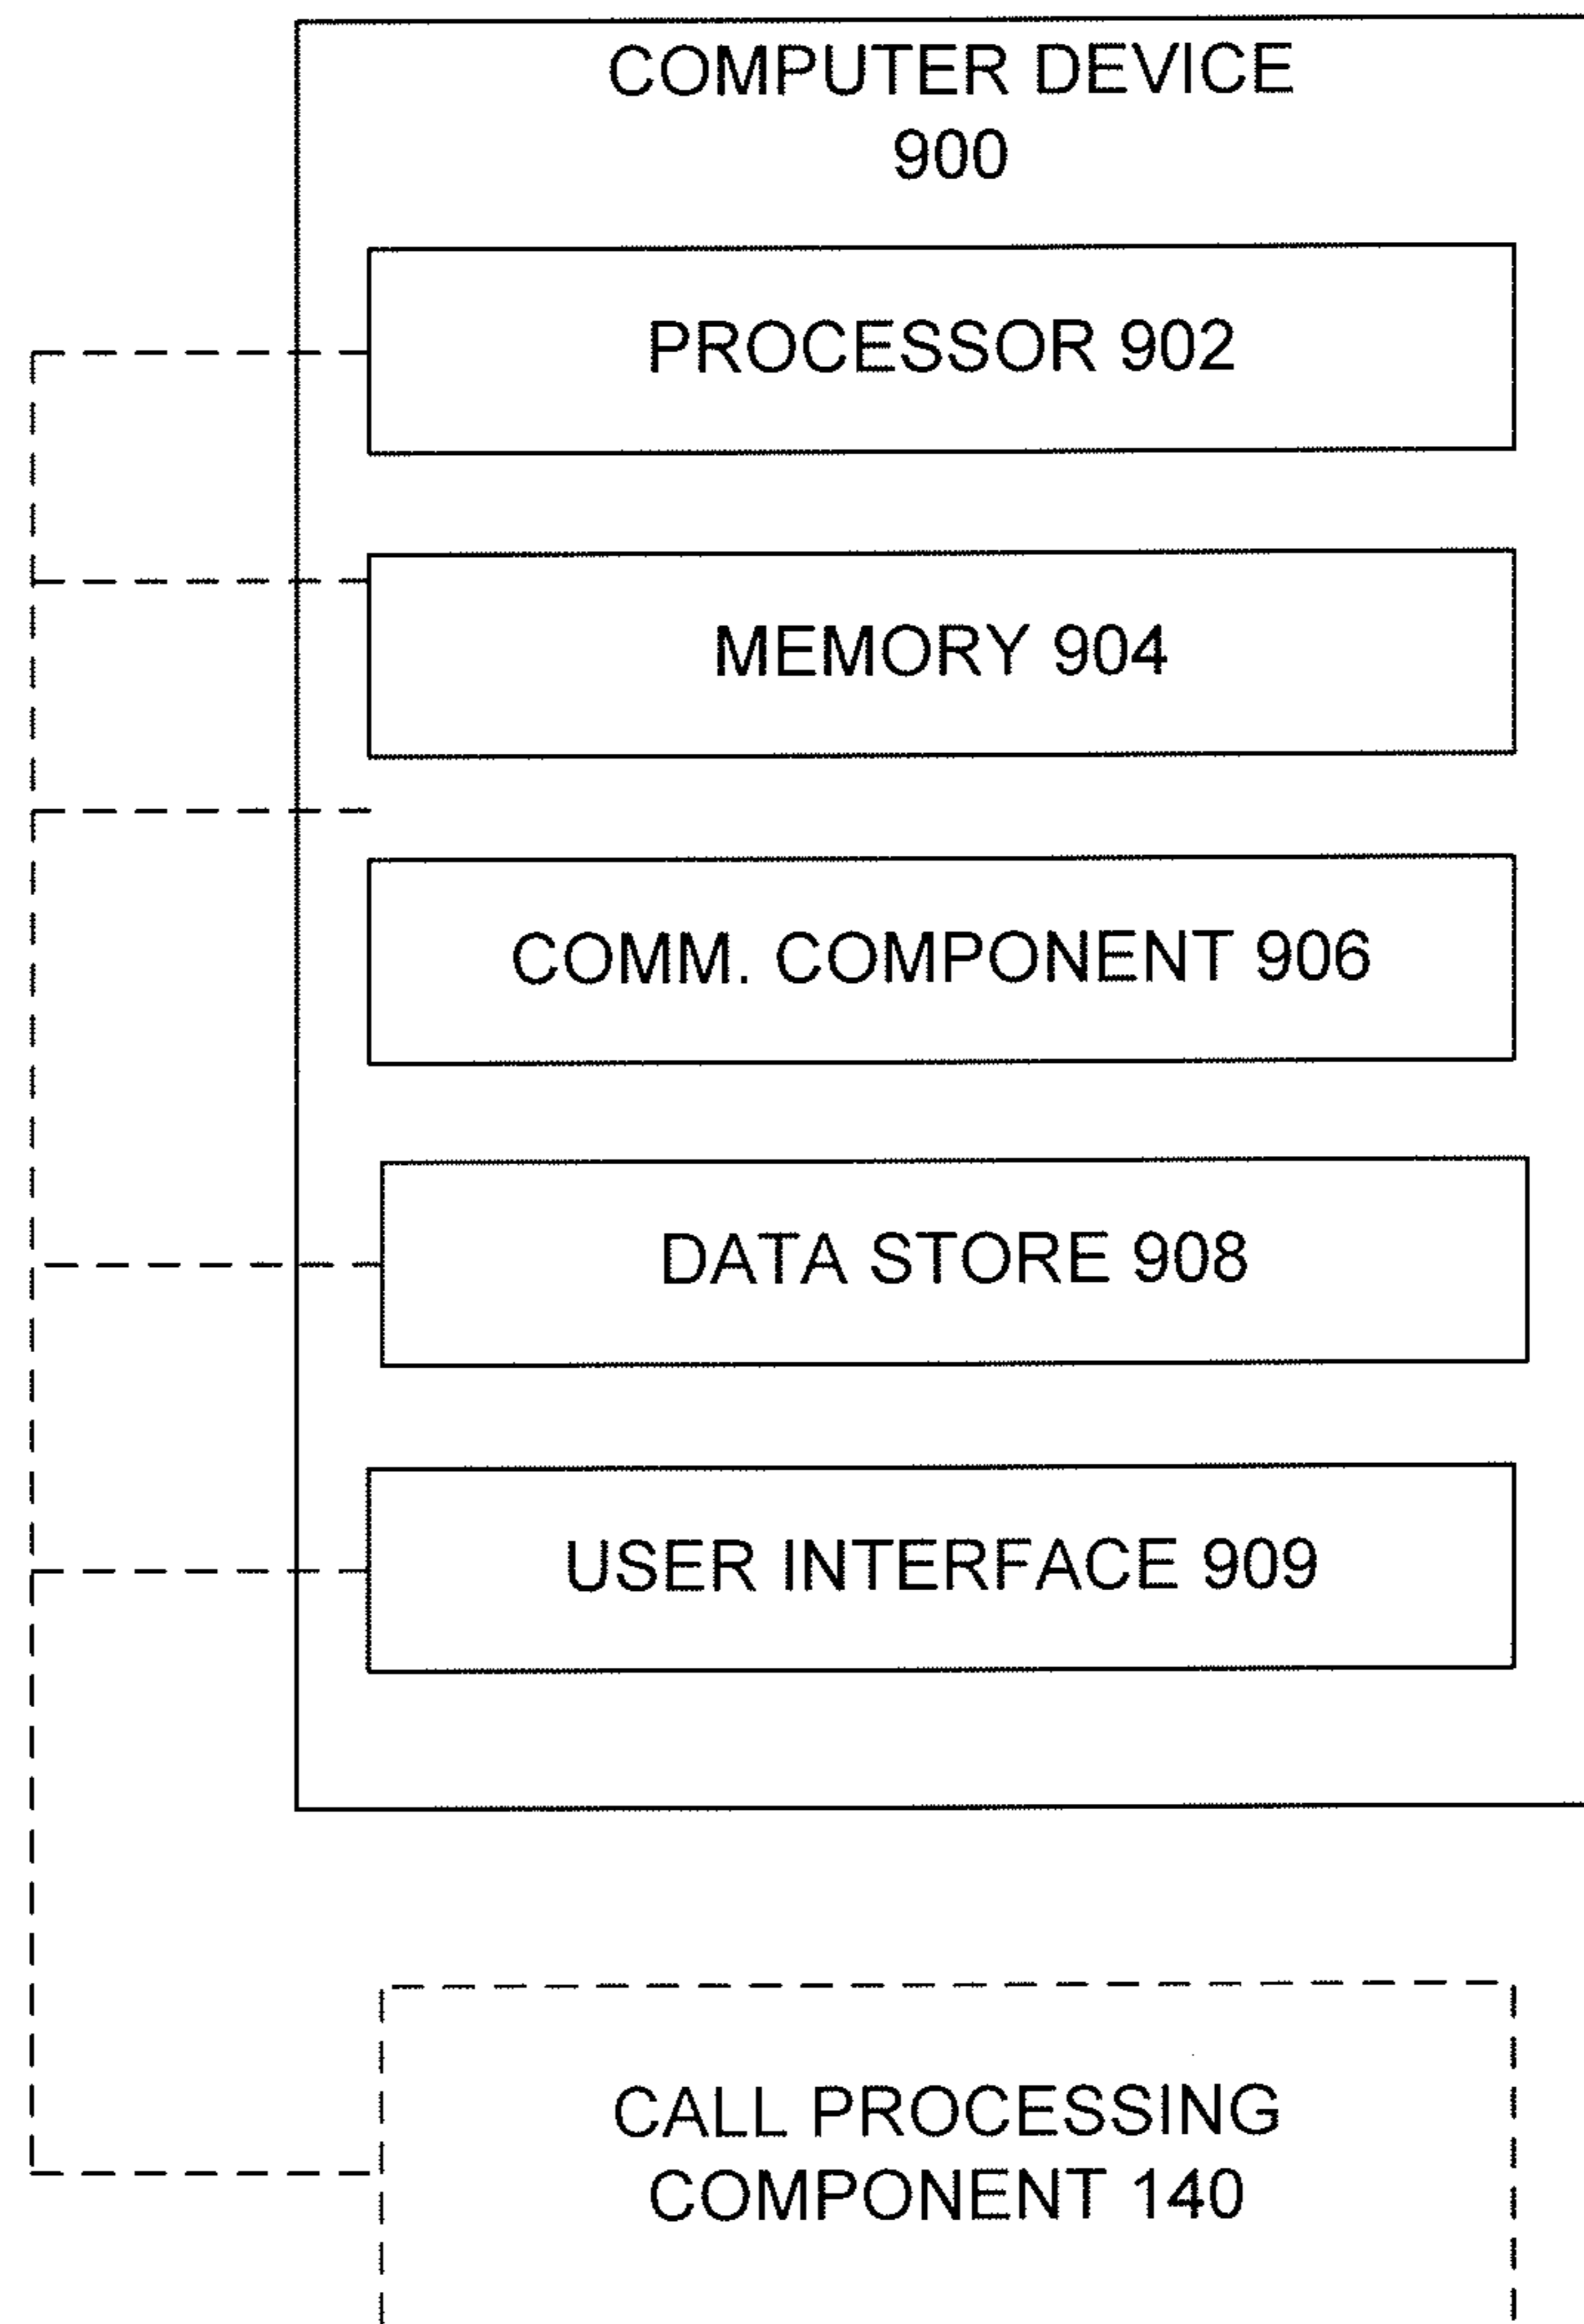 COMPUTER DEVICE
900
PROCESSOR 902
MEMORY 904
COMM. COMPONENT 906
DATA STORE 908
USER INTERFACE 909
CALL PROCESSING
COMPONENT 140